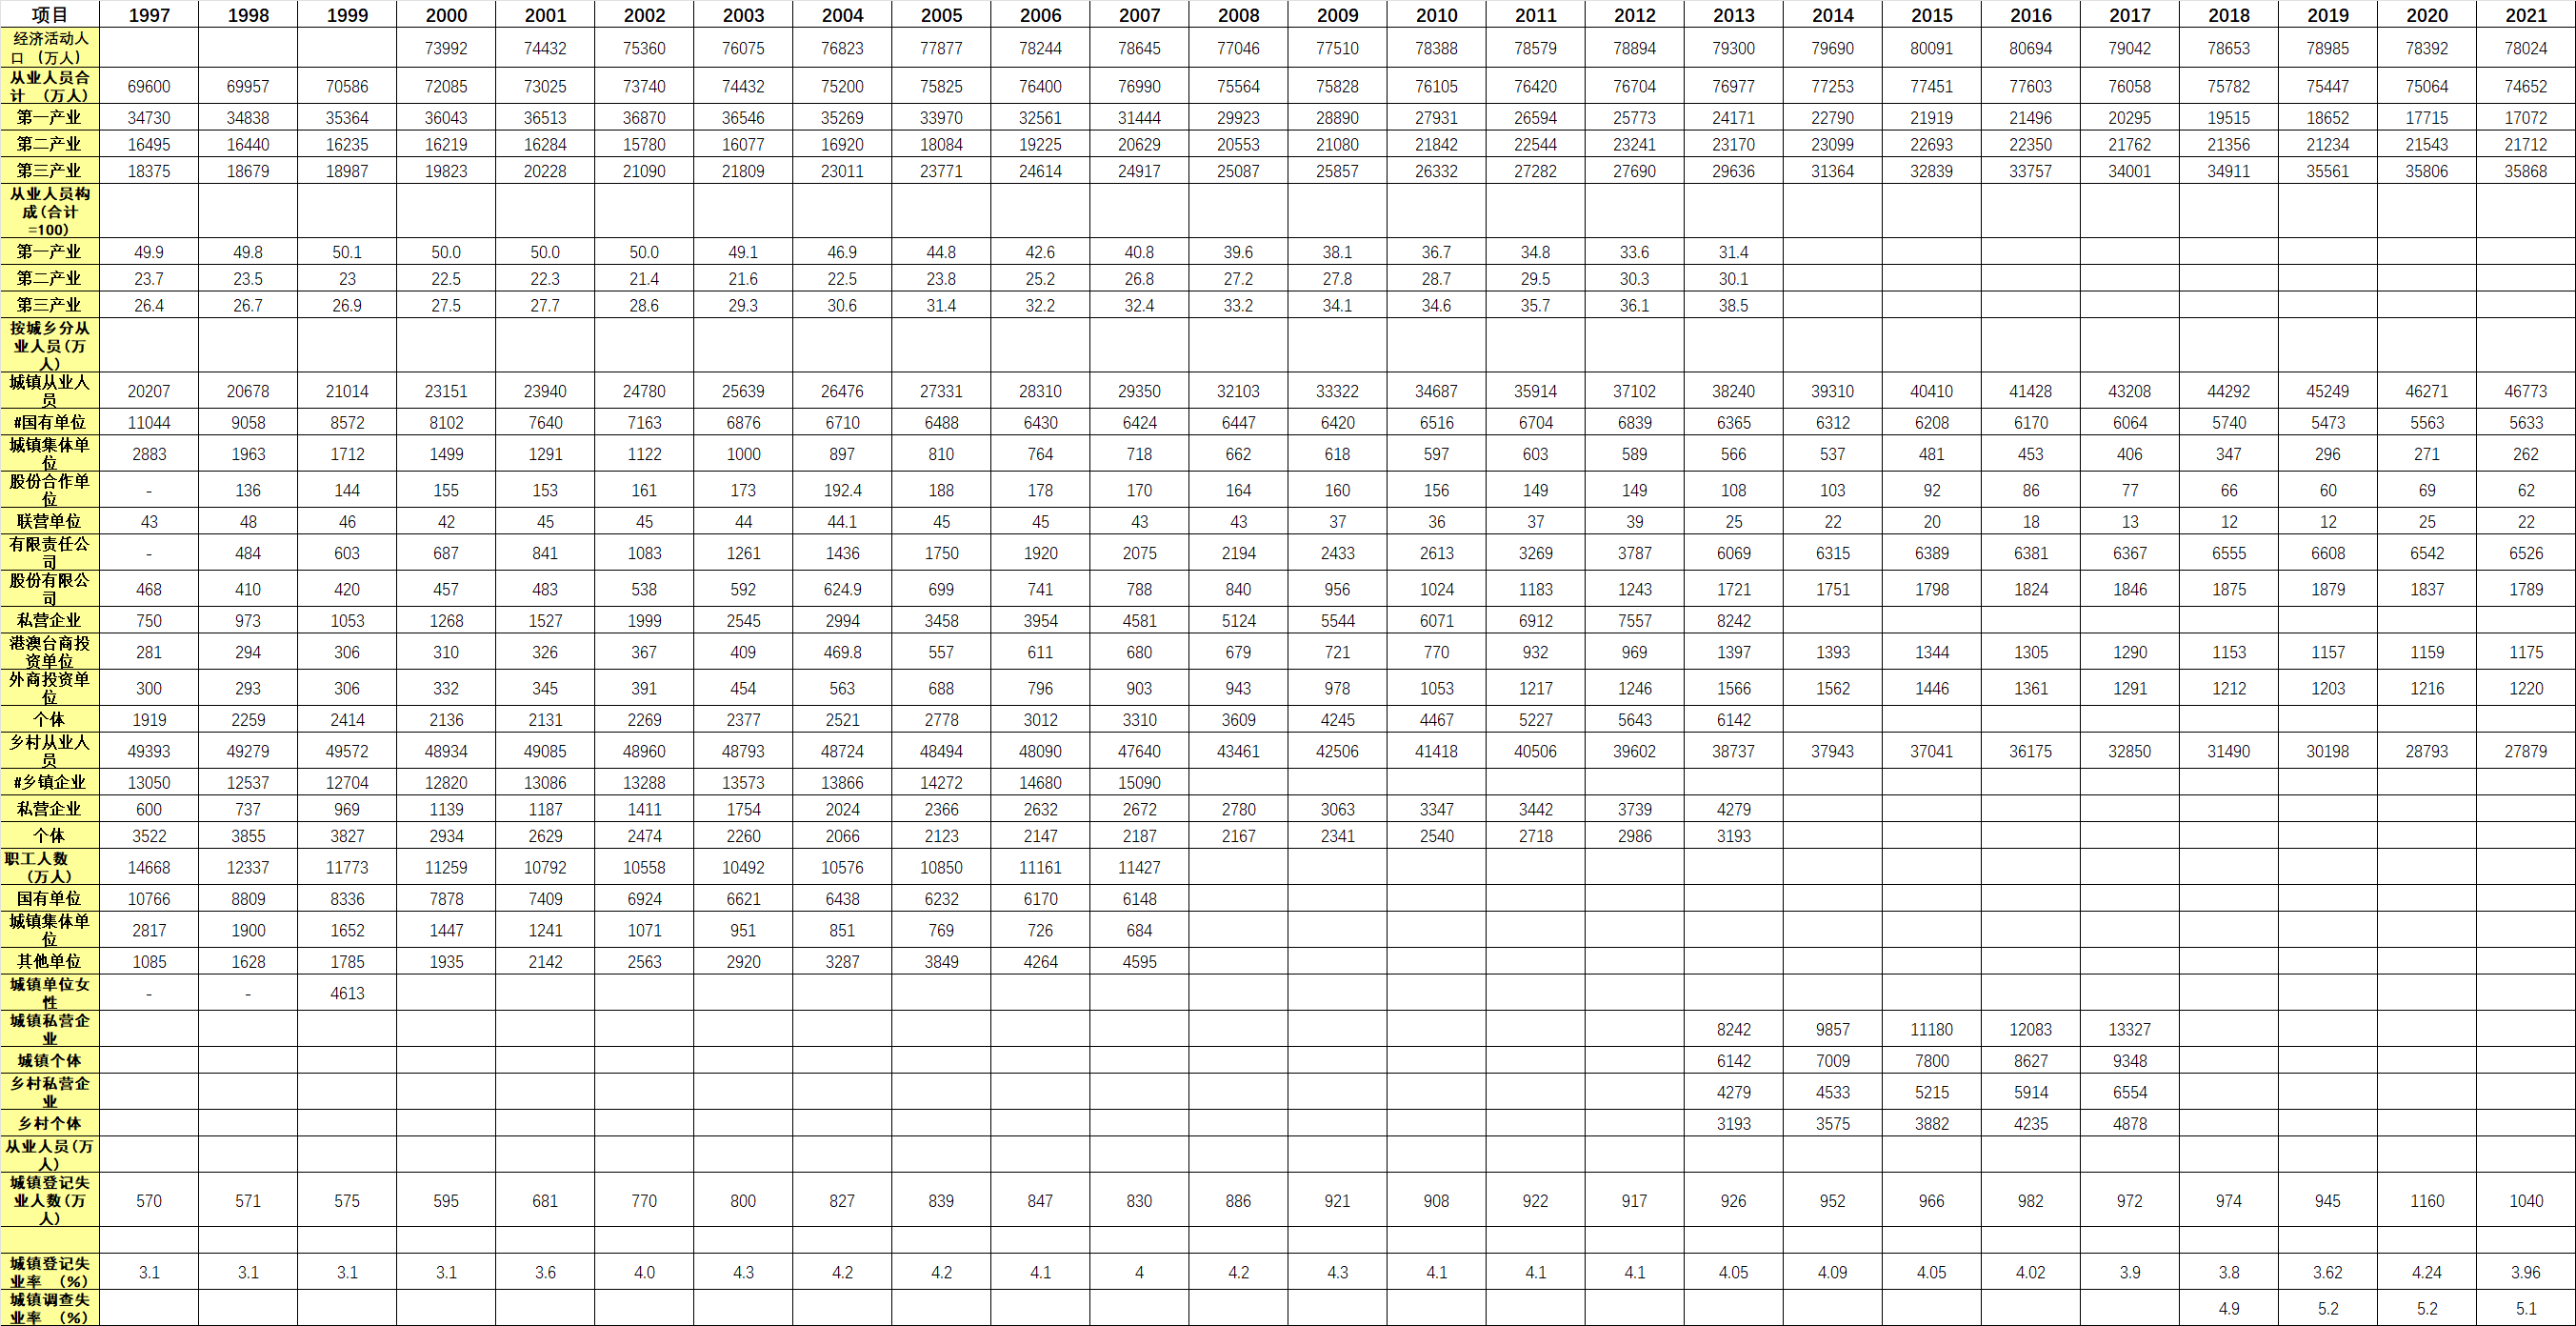 项目 1997 1998 1999 2000 2001 2002 2003 2004 2005 2006 2007 2008 2009 2010 2011 2012 2013 2014 2015 2016 2017 2018 2019 2020 2021
经济活动人
口 (万人) 73992 74432 75360 76075 76823 77877 78244 78645 77046 77510 78388 78579 78894 79300 79690 80091 80694 79042 78653 78985 78392 78024
从业人员合
计 (万人) 69600 69957 70586 72085 73025 73740 74432 75200 75825 76400 76990 75564 75828 76105 76420 76704 76977 77253 77451 77603 76058 75782 75447 75064 74652
第一产业 34730 34838 35364 36043 36513 36870 36546 35269 33970 32561 31444 29923 28890 27931 26594 25773 24171 22790 21919 21496 20295 19515 18652 17715 17072
第二产业 16495 16440 16235 16219 16284 15780 16077 16920 18084 19225 20629 20553 21080 21842 22544 23241 23170 23099 22693 22350 21762 21356 21234 21543 21712
第三产业 18375 18679 18987 19823 20228 21090 21809 23011 23771 24614 24917 25087 25857 26332 27282 27690 29636 31364 32839 33757 34001 34911 35561 35806 35868
从业人员构
成(合计
=100)
第一产业 49.9 49.8 50.1 50.0 50.0 50.0 49.1 46.9 44.8 42.6 40.8 39.6 38.1 36.7 34.8 33.6 31.4
第二产业 23.7 23.5 23 22.5 22.3 21.4 21.6 22.5 23.8 25.2 26.8 27.2 27.8 28.7 29.5 30.3 30.1
第三产业 26.4 26.7 26.9 27.5 27.7 28.6 29.3 30.6 31.4 32.2 32.4 33.2 34.1 34.6 35.7 36.1 38.5
按城乡分从
业人员(万
人)
城镇从业人
员 20207 20678 21014 23151 23940 24780 25639 26476 27331 28310 29350 32103 33322 34687 35914 37102 38240 39310 40410 41428 43208 44292 45249 46271 46773
#国有单位 11044 9058 8572 8102 7640 7163 6876 6710 6488 6430 6424 6447 6420 6516 6704 6839 6365 6312 6208 6170 6064 5740 5473 5563 5633
城镇集体单
位 2883 1963 1712 1499 1291 1122 1000 897 810 764 718 662 618 597 603 589 566 537 481 453 406 347 296 271 262
股份合作单
位 - 136 144 155 153 161 173 192.4 188 178 170 164 160 156 149 149 108 103 92 86 77 66 60 69 62
联营单位 43 48 46 42 45 45 44 44.1 45 45 43 43 37 36 37 39 25 22 20 18 13 12 12 25 22
有限责任公
司 - 484 603 687 841 1083 1261 1436 1750 1920 2075 2194 2433 2613 3269 3787 6069 6315 6389 6381 6367 6555 6608 6542 6526
股份有限公
司 468 410 420 457 483 538 592 624.9 699 741 788 840 956 1024 1183 1243 1721 1751 1798 1824 1846 1875 1879 1837 1789
私营企业 750 973 1053 1268 1527 1999 2545 2994 3458 3954 4581 5124 5544 6071 6912 7557 8242
港澳台商投
资单位 281 294 306 310 326 367 409 469.8 557 611 680 679 721 770 932 969 1397 1393 1344 1305 1290 1153 1157 1159 1175
外商投资单
位 300 293 306 332 345 391 454 563 688 796 903 943 978 1053 1217 1246 1566 1562 1446 1361 1291 1212 1203 1216 1220
个体 1919 2259 2414 2136 2131 2269 2377 2521 2778 3012 3310 3609 4245 4467 5227 5643 6142
乡村从业人
员 49393 49279 49572 48934 49085 48960 48793 48724 48494 48090 47640 43461 42506 41418 40506 39602 38737 37943 37041 36175 32850 31490 30198 28793 27879
#乡镇企业 13050 12537 12704 12820 13086 13288 13573 13866 14272 14680 15090
私营企业 600 737 969 1139 1187 1411 1754 2024 2366 2632 2672 2780 3063 3347 3442 3739 4279
个体 3522 3855 3827 2934 2629 2474 2260 2066 2123 2147 2187 2167 2341 2540 2718 2986 3193
职工人数
(万人) 14668 12337 11773 11259 10792 10558 10492 10576 10850 11161 11427
国有单位 10766 8809 8336 7878 7409 6924 6621 6438 6232 6170 6148
城镇集体单
位 2817 1900 1652 1447 1241 1071 951 851 769 726 684
其他单位 1085 1628 1785 1935 2142 2563 2920 3287 3849 4264 4595
城镇单位女
性 - - 4613
城镇私营企
业 8242 9857 11180 12083 13327
城镇个体 6142 7009 7800 8627 9348
乡村私营企
业 4279 4533 5215 5914 6554
乡村个体 3193 3575 3882 4235 4878
从业人员(万
人)
城镇登记失
业人数(万
人) 570 571 575 595 681 770 800 827 839 847 830 886 921 908 922 917 926 952 966 982 972 974 945 1160 1040
城镇登记失
业率 (%) 3.1 3.1 3.1 3.1 3.6 4.0 4.3 4.2 4.2 4.1 4 4.2 4.3 4.1 4.1 4.1 4.05 4.09 4.05 4.02 3.9 3.8 3.62 4.24 3.96
城镇调查失
业率 (%) 4.9 5.2 5.2 5.1